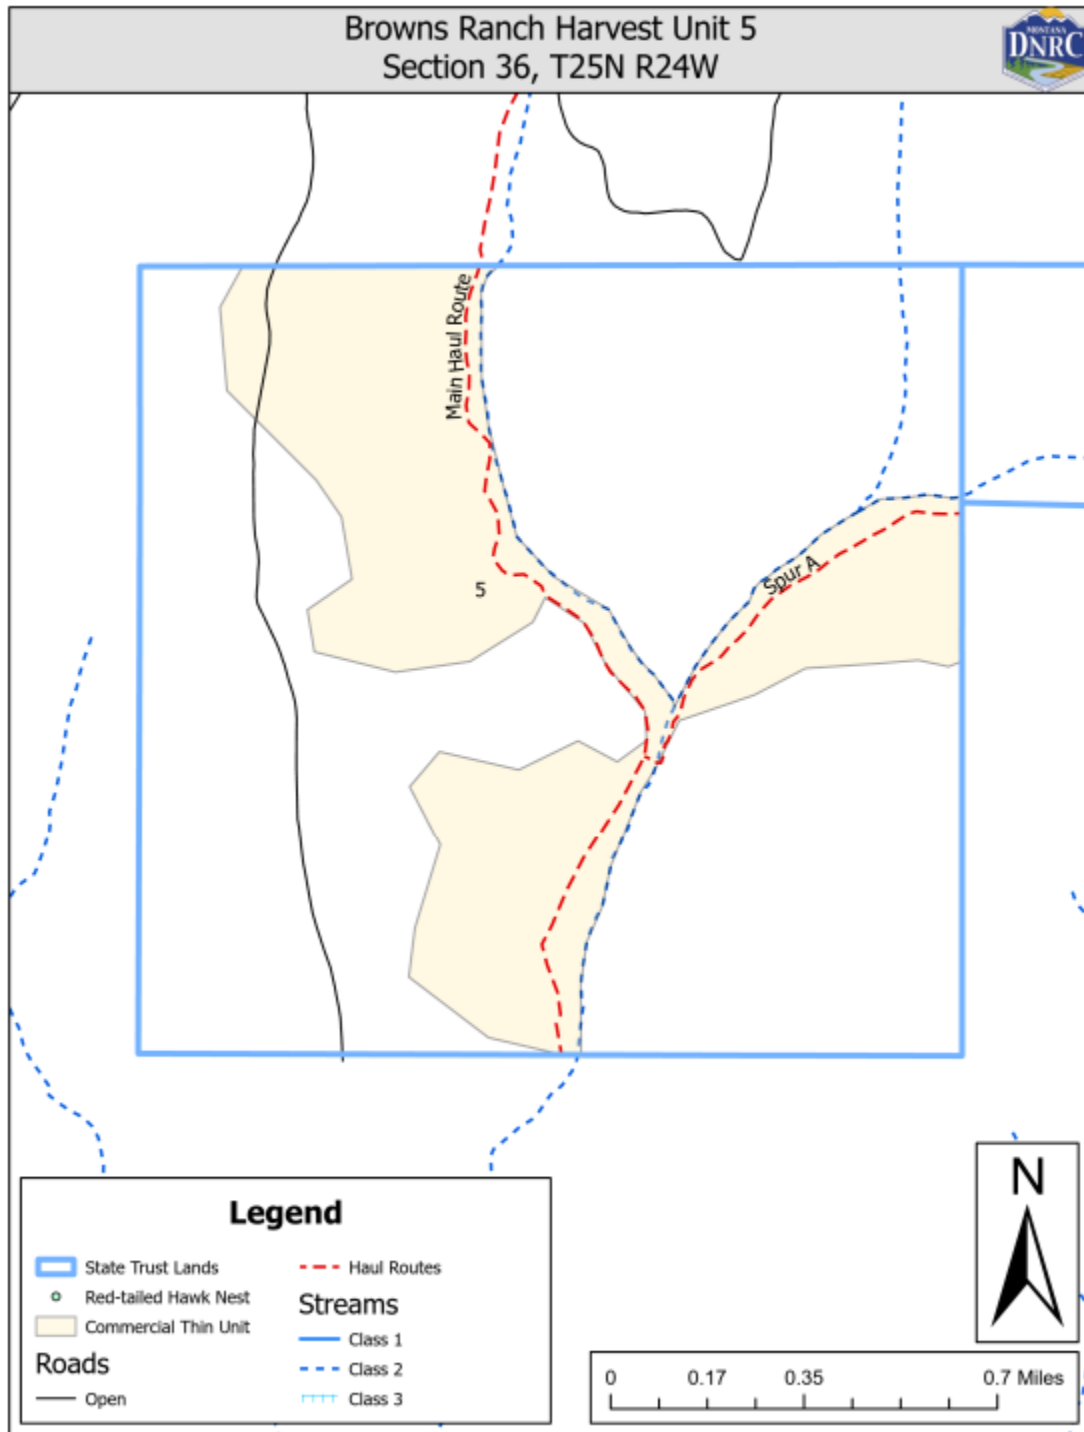 Browns Ranch Harvest Unit 5
Section 36, T25N R24W
MONTANA
DNRC
Main Haul Route
Spur A
5
N
Legend
State Trust Lands
Red-tailed Hawk Nest
Commercial Thin Unit
Roads
Open
Haul Routes
Streams
Class 1
Class 2
Class 3
0 0.17 0.35 0.7 Miles